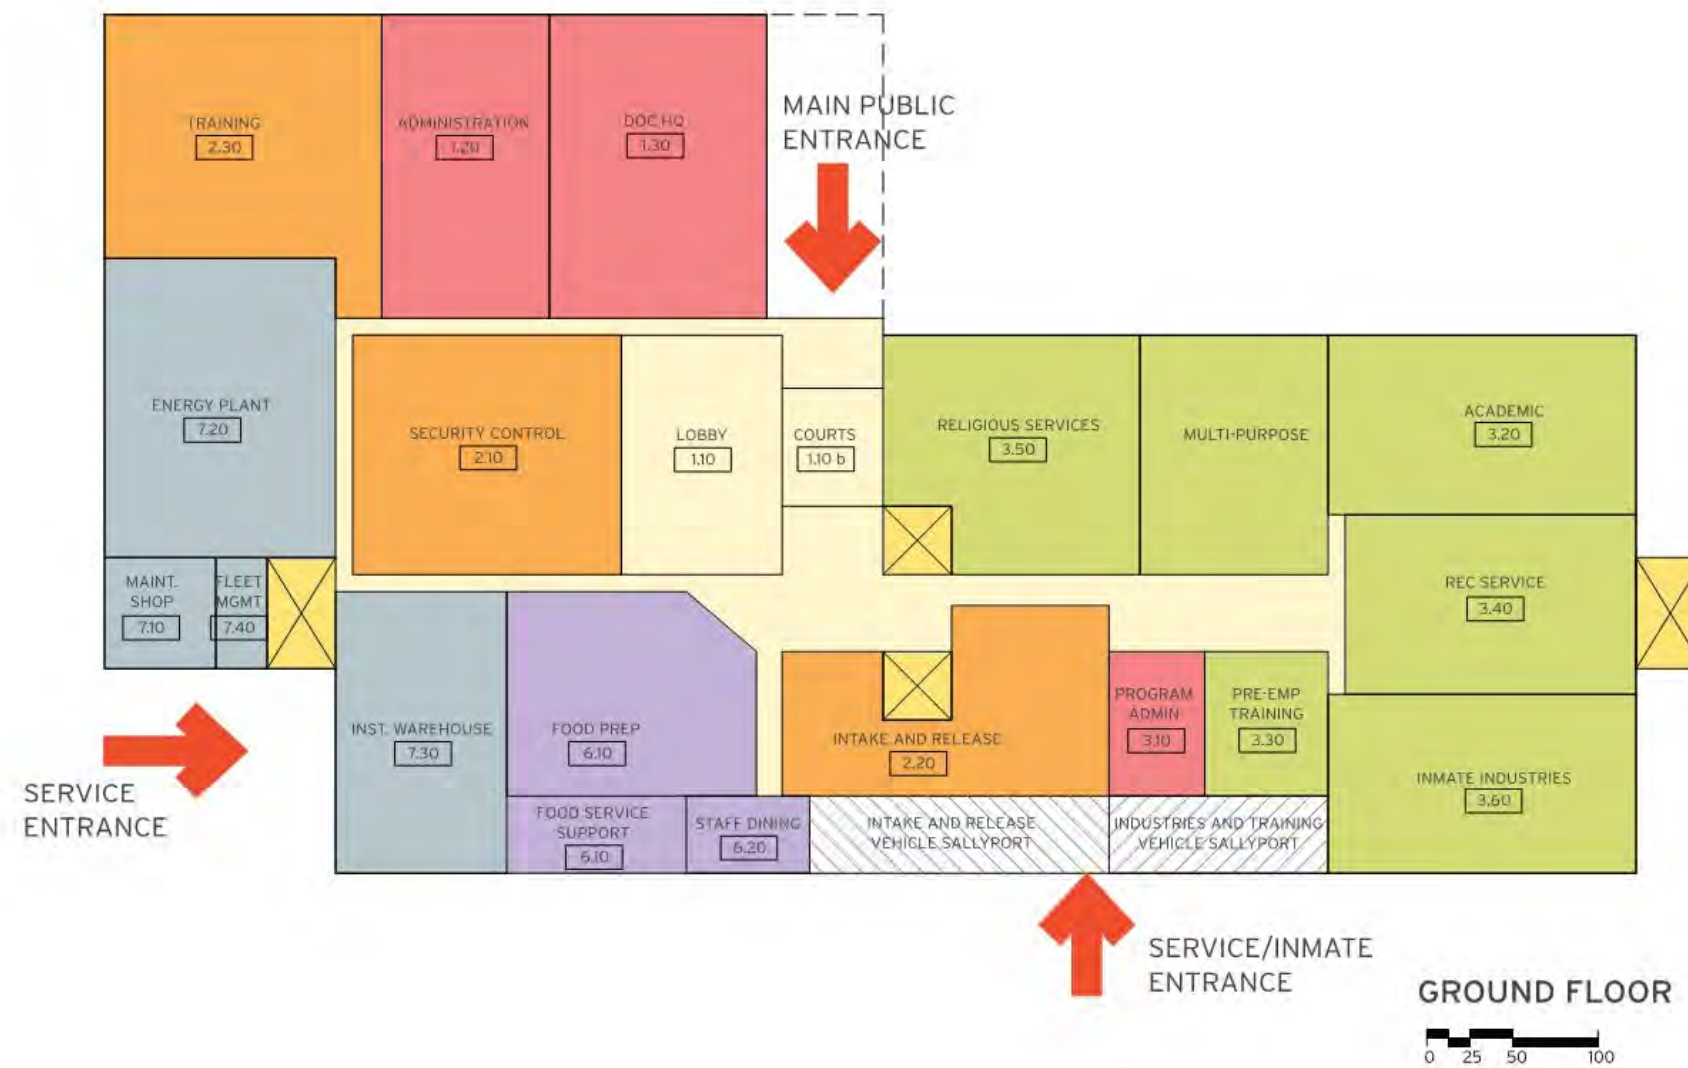 MAIN PUBLIC
ENTRANCE
TRAINING
2.30
ADMINISTRATION
1.20
DOC HQ
1.30
ENERGY PLANT
7.20
SECURITY CONTROL
2.10
LOBBY
1.10
COURTS
1.10 b
RELIGIOUS SERVICES
3.50
MULTI-PURPOSE
ACADEMIC
3.20
MAINT.
SHOP
7.10
FLEET
MGMT
7.40
REC SERVICE
3.40
INST. WAREHOUSE
7.30
FOOD PREP
6.10
INTAKE AND RELEASE
2.20
PROGRAM
ADMIN
3.10
PRE-EMP
TRAINING
3.30
INMATE INDUSTRIES
3.60
FOOD SERVICE
SUPPORT
6.10
STAFF DINING
6.20
INTAKE AND RELEASE
VEHICLE SALLYPORT
INDUSTRIES AND TRAINING
VEHICLE SALLYPORT
SERVICE
ENTRANCE
SERVICE/INMATE
ENTRANCE
GROUND FLOOR
0 25 50 100